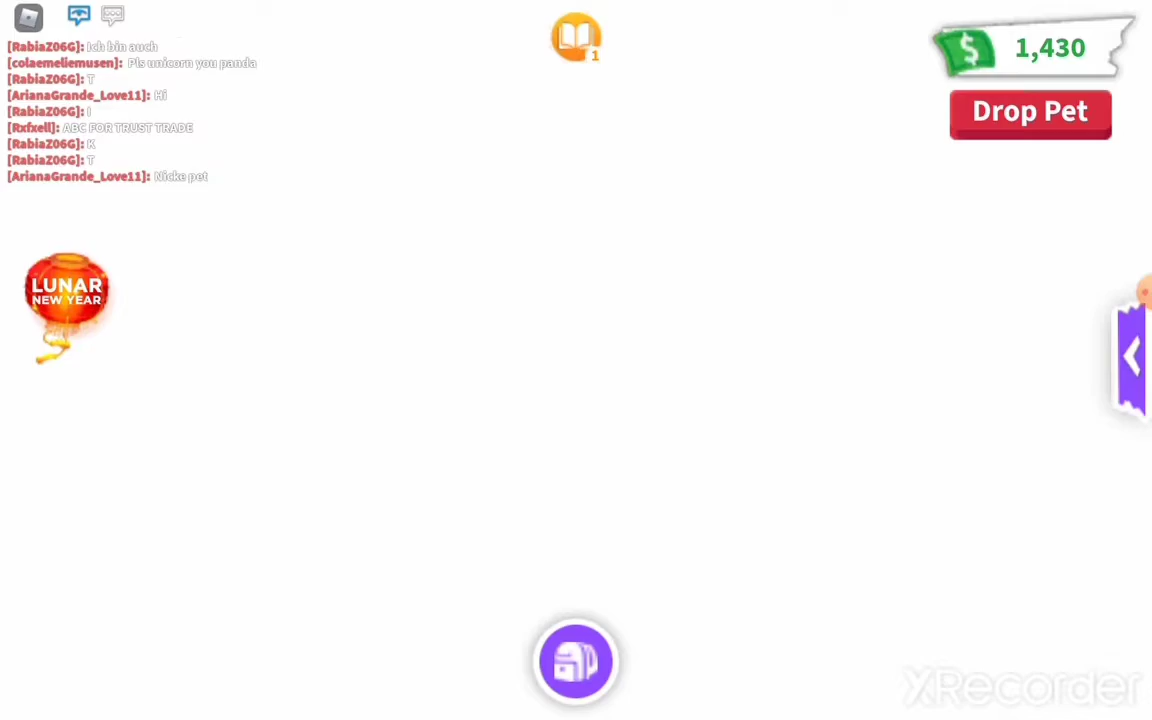 [RabiaZ06G]: Ich bin auch
[colaemeliemusen]: Pls unicorn you panda
[RabiaZ06G]: T
[ArianaGrande_Love11]: Hi
[RabiaZ06G]: I
[Rxfxell]: ABC FOR TRUST TRADE
[RabiaZ06G]: K
[RabiaZ06G]: T
[ArianaGrande_Love11]: Nicke pet
1
1,430
Drop Pet
LUNAR
NEW YEAR
XRecorder